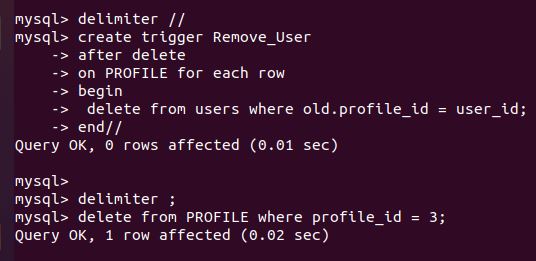 mysql> delimiter //
mysql> create trigger Remove_User
    -> after delete
    -> on PROFILE for each row
    -> begin
    ->  delete from users where old.profile_id = user_id;
    -> end//
Query OK, 0 rows affected (0.01 sec)

mysql>
mysql> delimiter ;
mysql> delete from PROFILE where profile_id = 3;
Query OK, 1 row affected (0.02 sec)